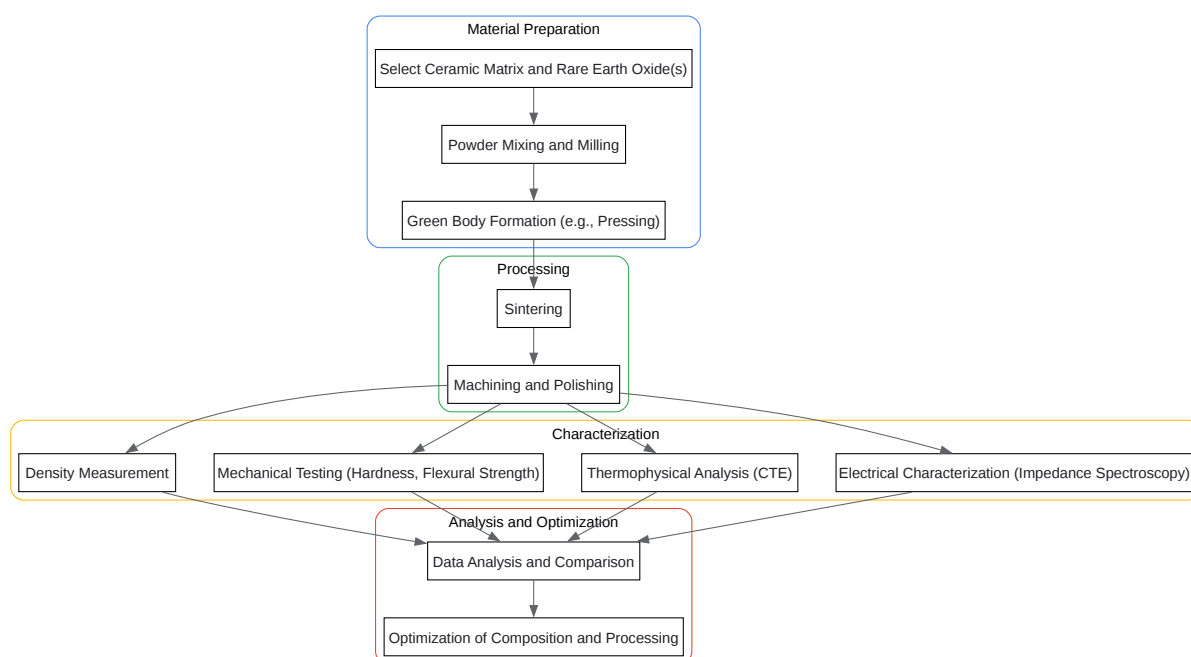 Material Preparation
Select Ceramic Matrix and Rare Earth Oxide(s)
Powder Mixing and Milling
Green Body Formation (e.g., Pressing)
Processing
Sintering
Machining and Polishing
Characterization
Density Measurement
Mechanical Testing (Hardness, Flexural Strength)
Thermophysical Analysis (CTE)
Electrical Characterization (Impedance Spectroscopy)
Analysis and Optimization
Data Analysis and Comparison
Optimization of Composition and Processing